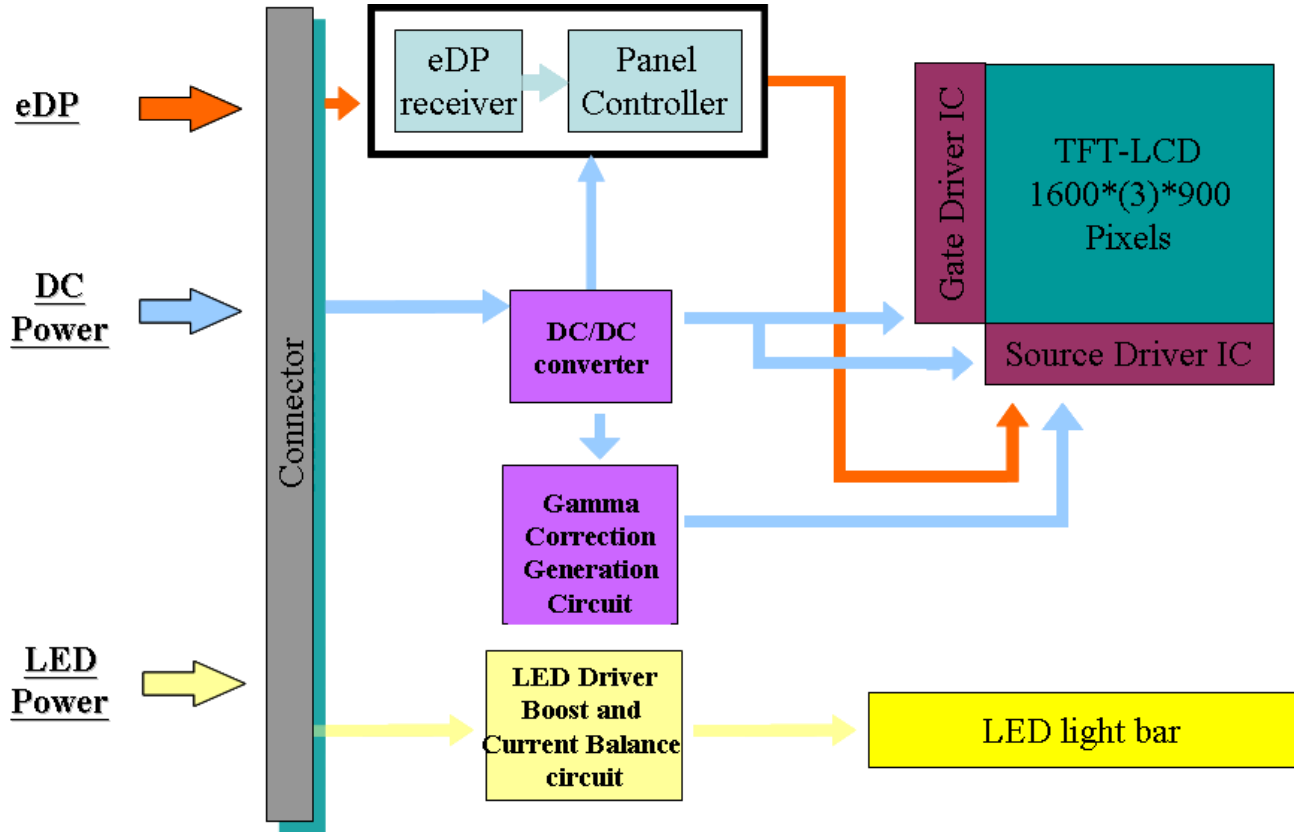 eDP
DC
Power
LED
Power
Connector
eDP
receiver
Panel
Controller
DC/DC
converter
Gamma
Correction
Generation
Circuit
LED Driver
Boost and
Current Balance
circuit
Gate Driver IC
TFT-LCD
1600*(3)*900
Pixels
Source Driver IC
LED light bar